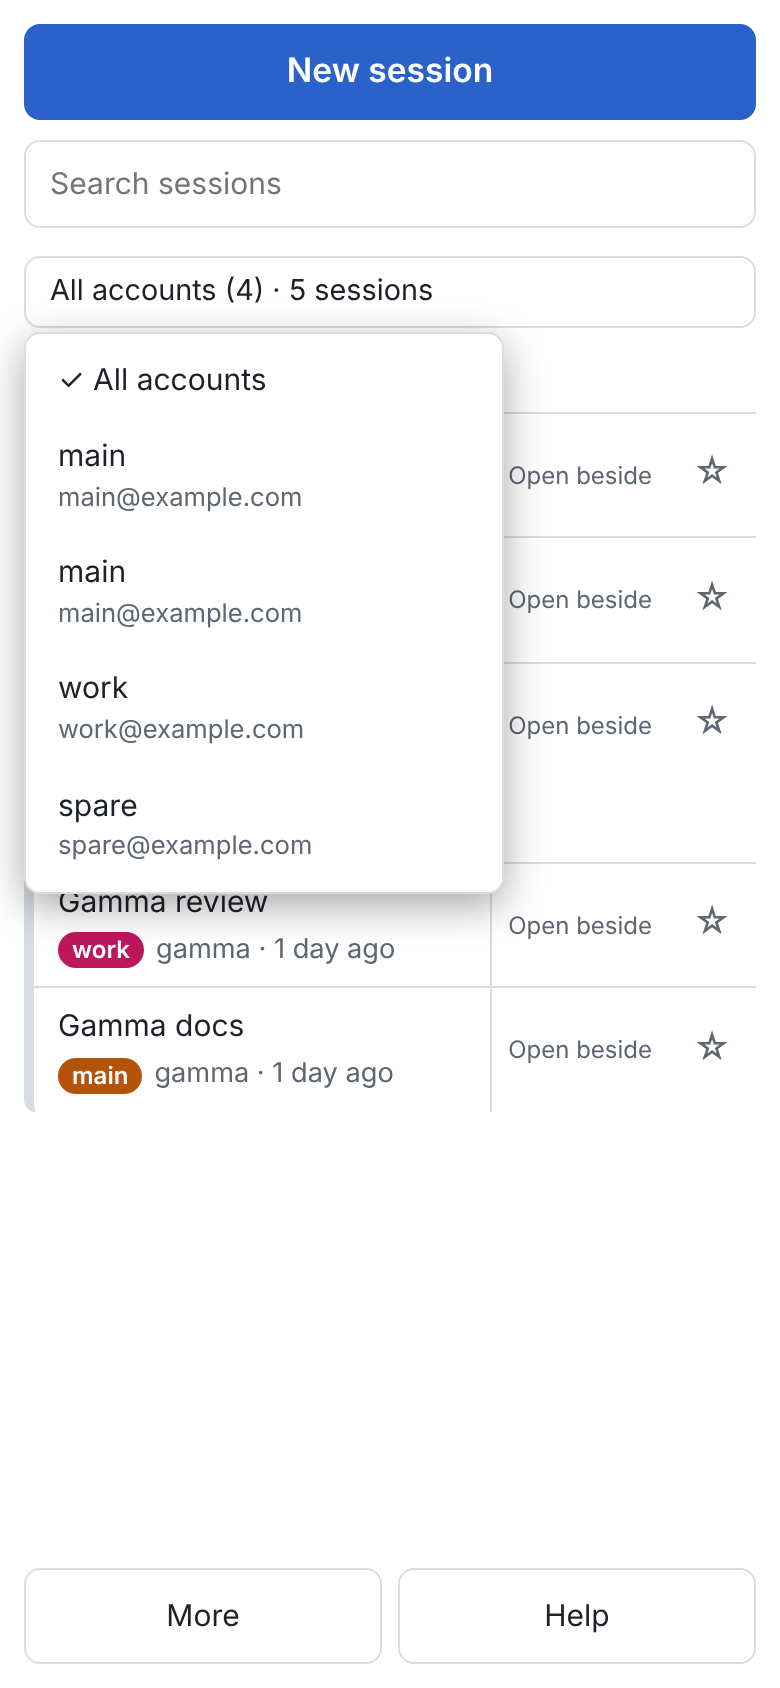 New session
Search sessions
All accounts (4) · 5 sessions
✓ All accounts
main
main@example.com
main
main@example.com
work
work@example.com
spare
spare@example.com
Open beside ☆
Open beside ☆
Open beside ☆
Gamma review
work gamma · 1 day ago
Open beside ☆
Gamma docs
main gamma · 1 day ago
Open beside ☆
More
Help